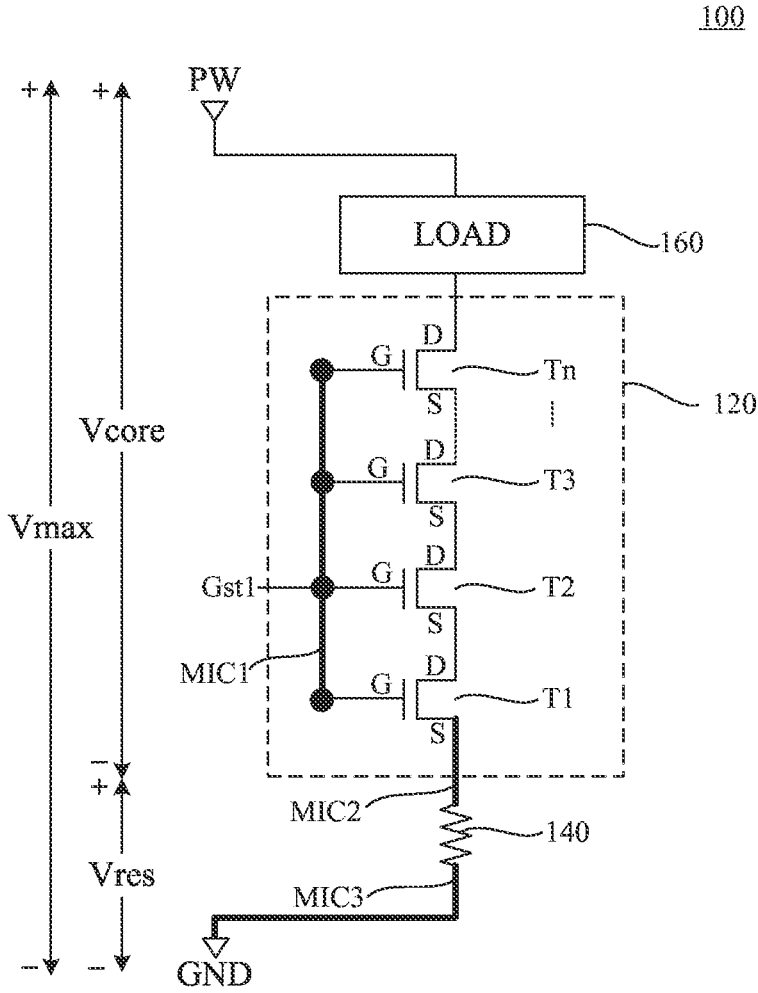 100
PW
+
+
LOAD
160
D
G
Tn
S
120
Vcore
D
G
T3
S
Vmax
D
Gst1
G
T2
S
MIC1
D
G
T1
S
−
+
MIC2
140
Vres
MIC3
−
−
GND